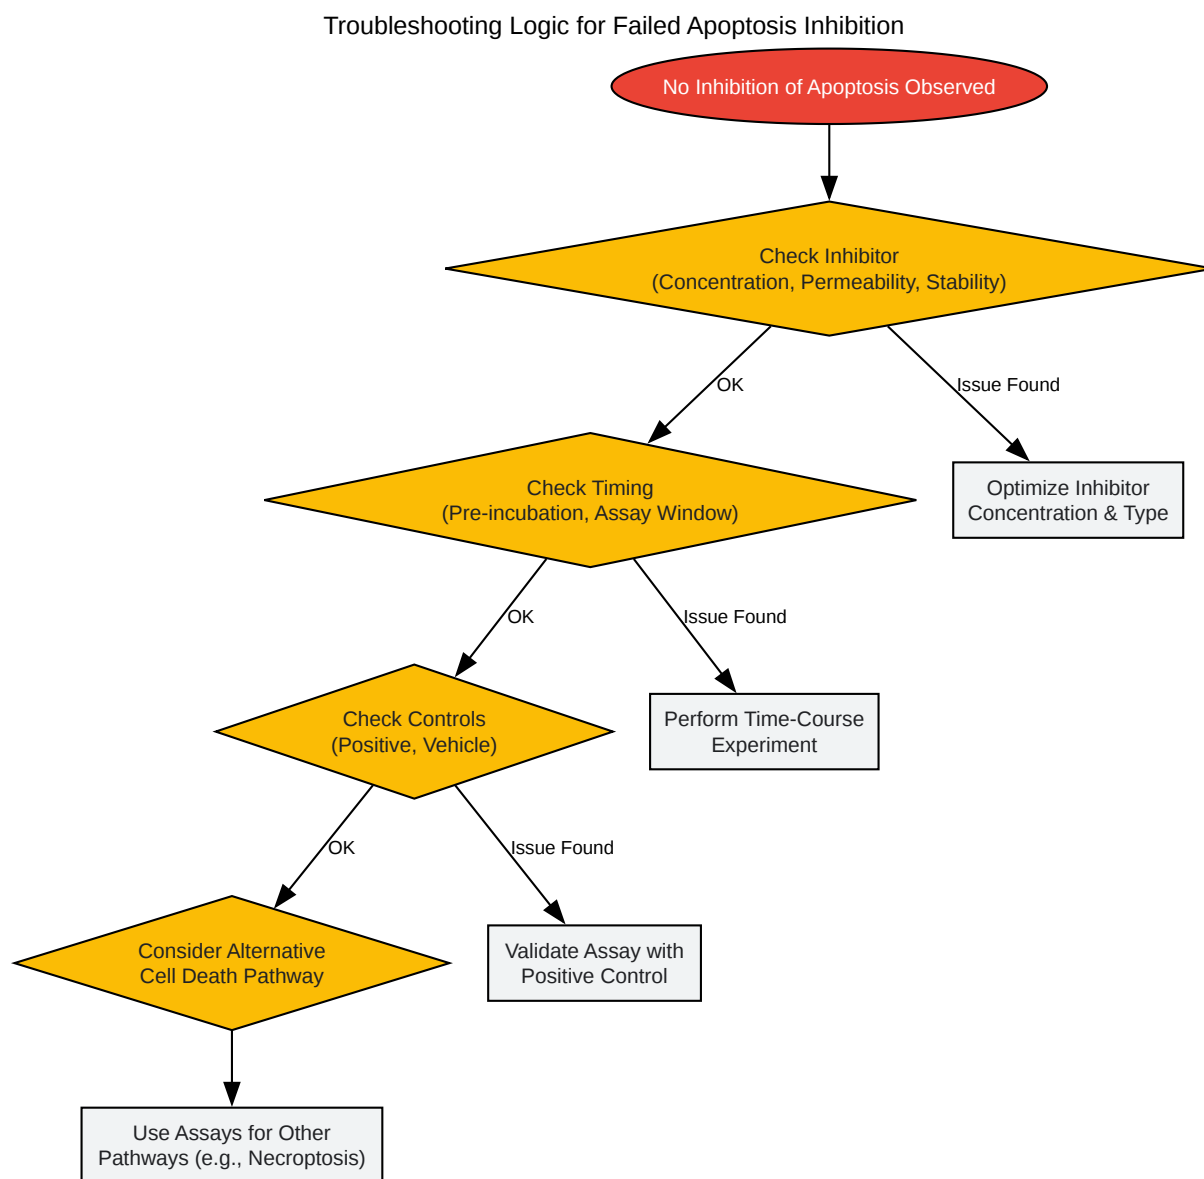 Troubleshooting Logic for Failed Apoptosis Inhibition
No Inhibition of Apoptosis Observed
Check Inhibitor
(Concentration, Permeability, Stability)
OK
Issue Found
Check Timing
(Pre-incubation, Assay Window)
Optimize Inhibitor
Concentration & Type
OK
Issue Found
Check Controls
(Positive, Vehicle)
Perform Time-Course
Experiment
OK
Issue Found
Consider Alternative
Cell Death Pathway
Validate Assay with
Positive Control
Use Assays for Other
Pathways (e.g., Necroptosis)